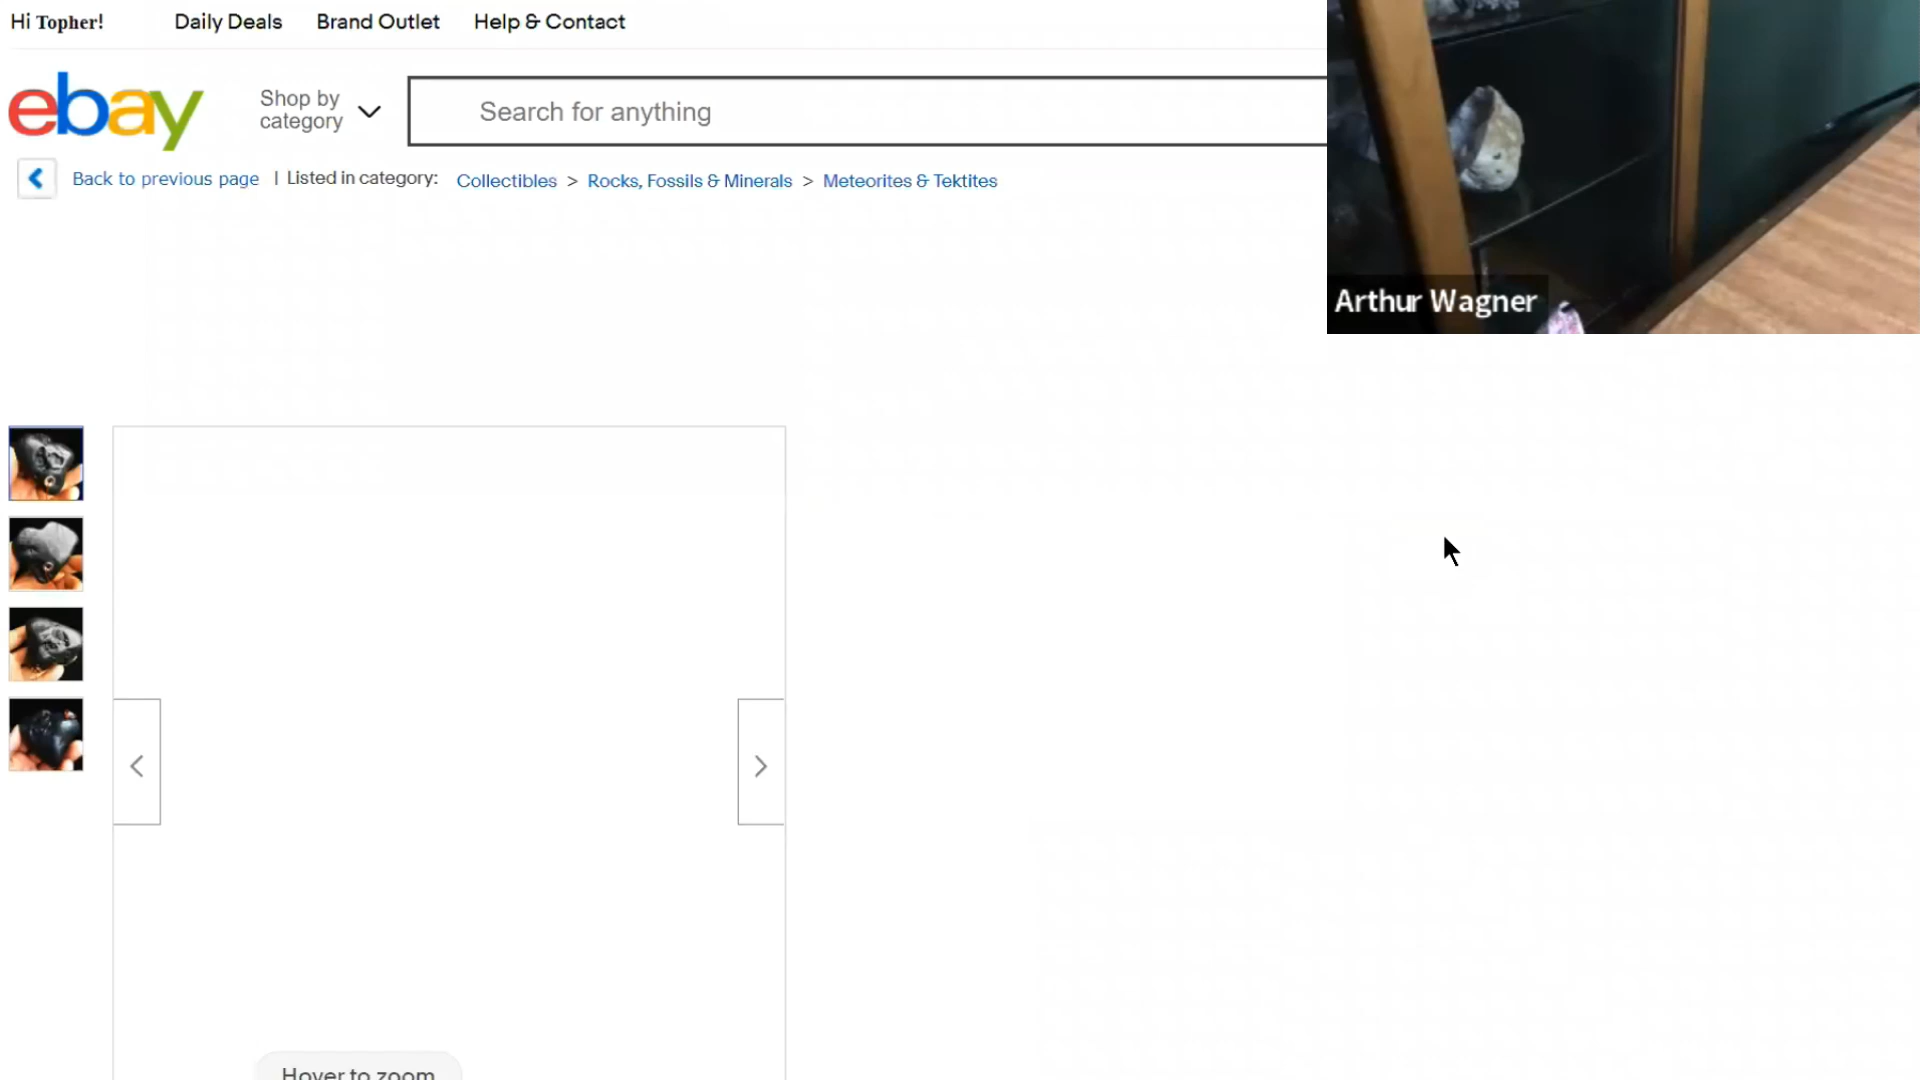 Hi Topher!
Daily Deals
Brand Outlet
Help & Contact
ebay
Shop by
category
Search for anything
Back to previous page | Listed in category: Collectibles > Rocks, Fossils & Minerals > Meteorites & Tektites
Arthur Wagner
Hover to zoom